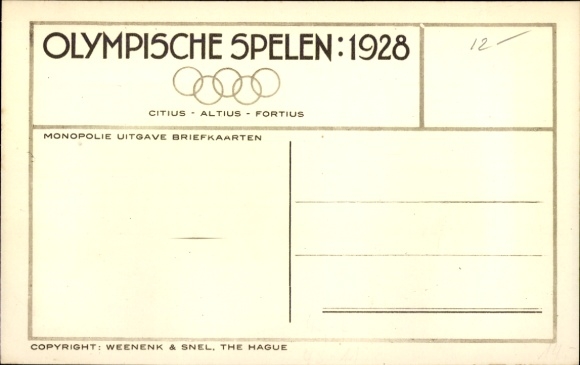 OLYMPISCHE SPELEN: 1928
12 —
CITIUS - ALTIUS - FORTIUS
MONOPOLIE UITGAVE BRIEFKAARTEN
COPYRIGHT: WEENENK & SNEL, THE HAGUE